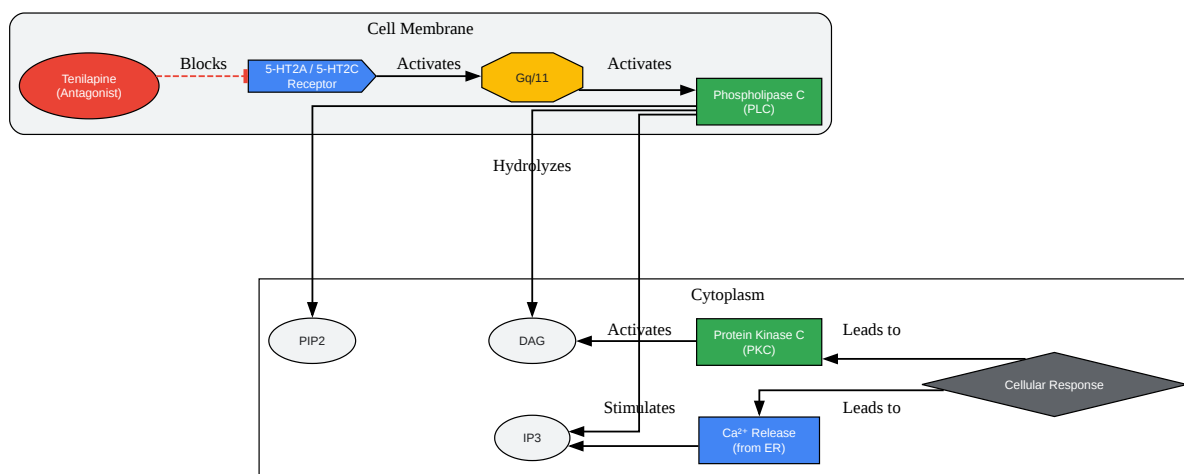 Cell Membrane
Tenilapine
(Antagonist)
Blocks
5-HT2A / 5-HT2C
Receptor
Activates
Gq/11
Activates
Phospholipase C
(PLC)
Hydrolyzes
Cytoplasm
PIP2
DAG
Activates
Protein Kinase C
(PKC)
Leads to
Cellular Response
IP3
Stimulates
Ca²⁺ Release
(from ER)
Leads to